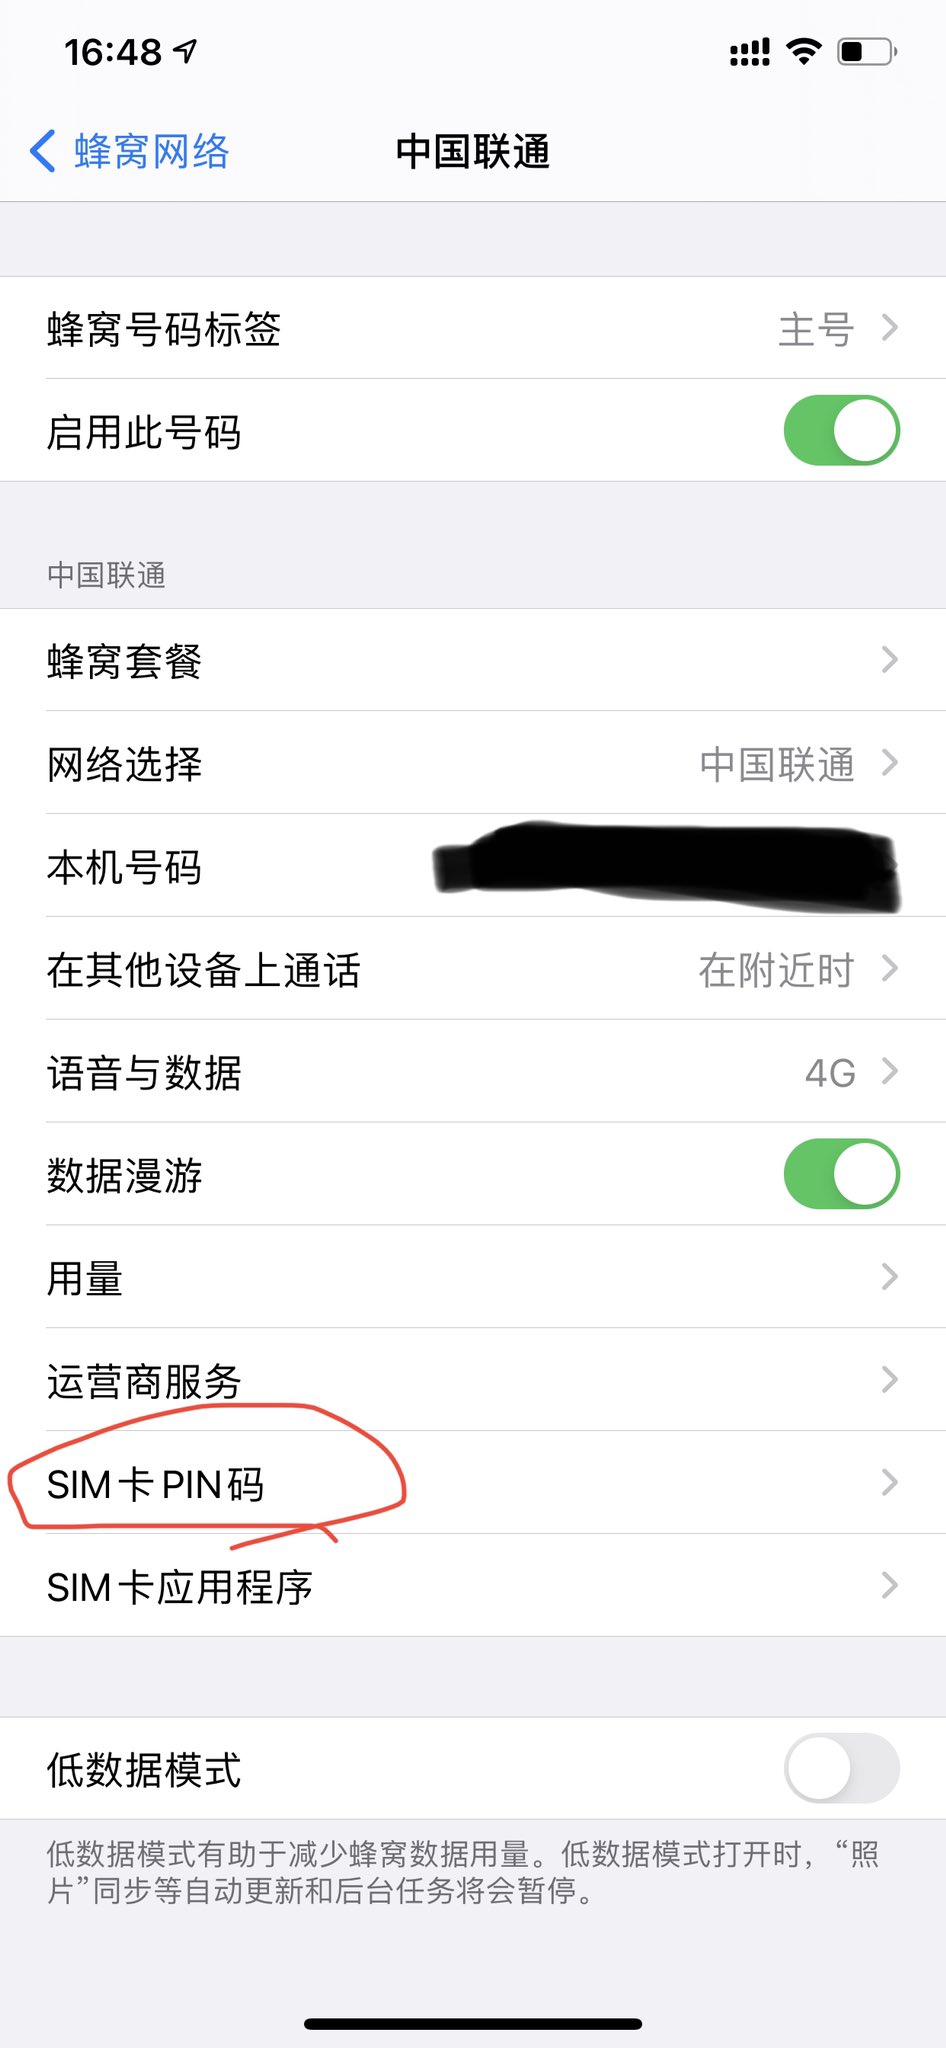 16:48
蜂窝网络
中国联通
蜂窝号码标签 主号
启用此号码
中国联通
蜂窝套餐
网络选择 中国联通
本机号码
在其他设备上通话 在附近时
语音与数据 4G
数据漫游
用量
运营商服务
SIM卡PIN码
SIM卡应用程序
低数据模式
低数据模式有助于减少蜂窝数据用量。低数据模式打开时，“照
片”同步等自动更新和后台任务将会暂停。